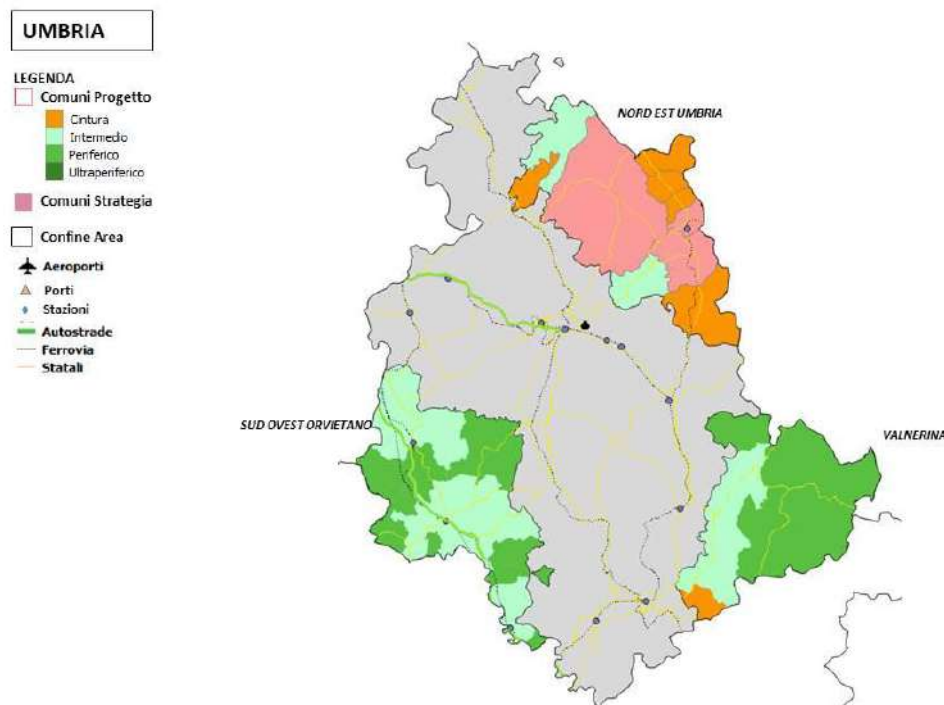 UMBRIA
LEGENDA
Comuni Progetto
Cintura
Intermedio
Periferico
Ultraperiferico
Comuni Strategia
Confine Area
Aeroporti
Porti
Stazioni
Autostrade
Ferrovia
Statali
NORD EST UMBRIA
SUD OVEST ORVIETANO
VALNERINA